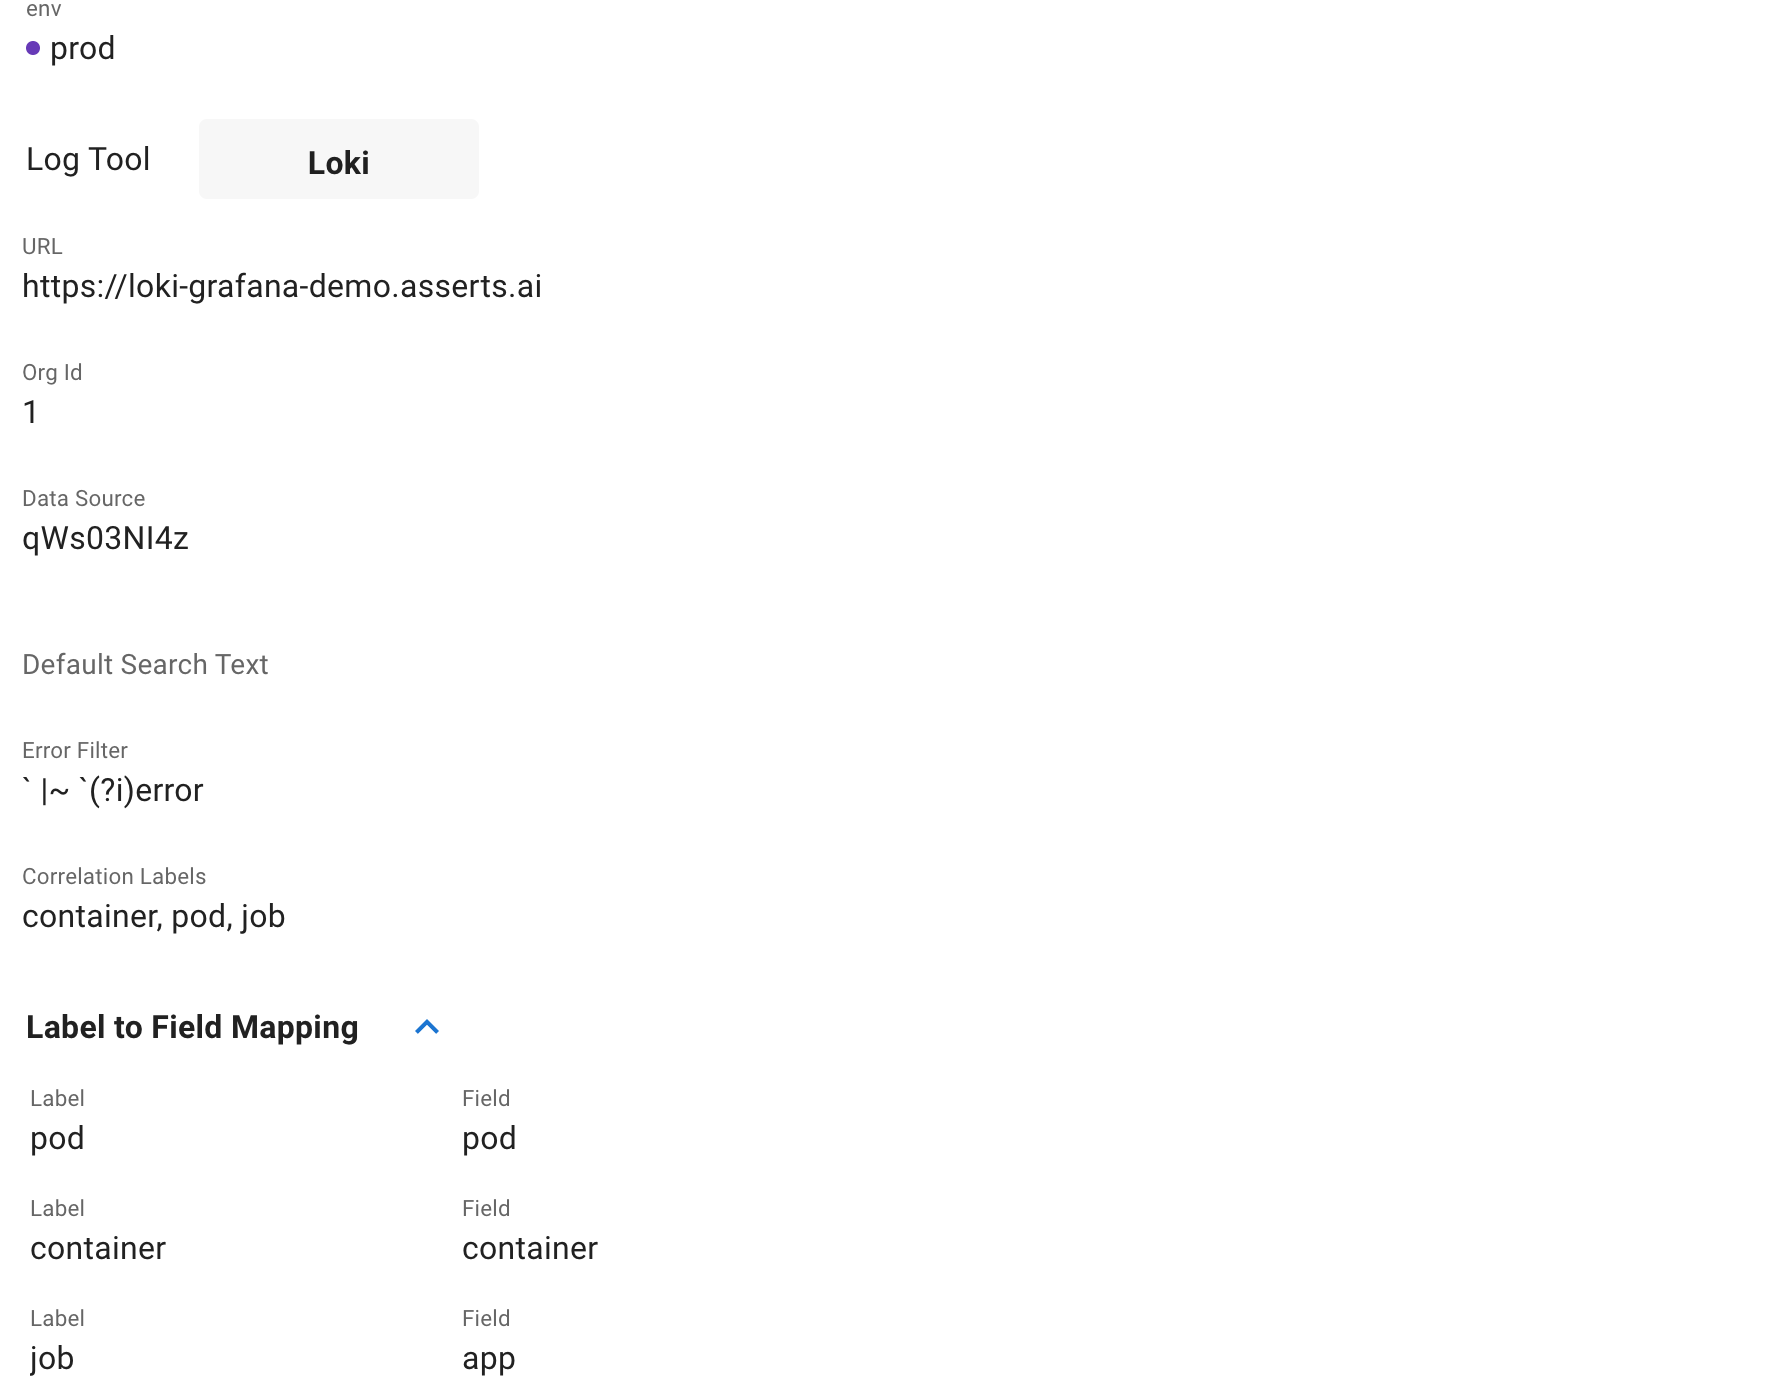 env
prod
Log Tool
Loki
URL
https://loki-grafana-demo.asserts.ai
Org Id
1
Data Source
qWs03NI4z
Default Search Text
Error Filter
` |~ `(?i)error
Correlation Labels
container, pod, job
Label to Field Mapping
Label Field
pod pod
Label Field
container container
Label Field
job app